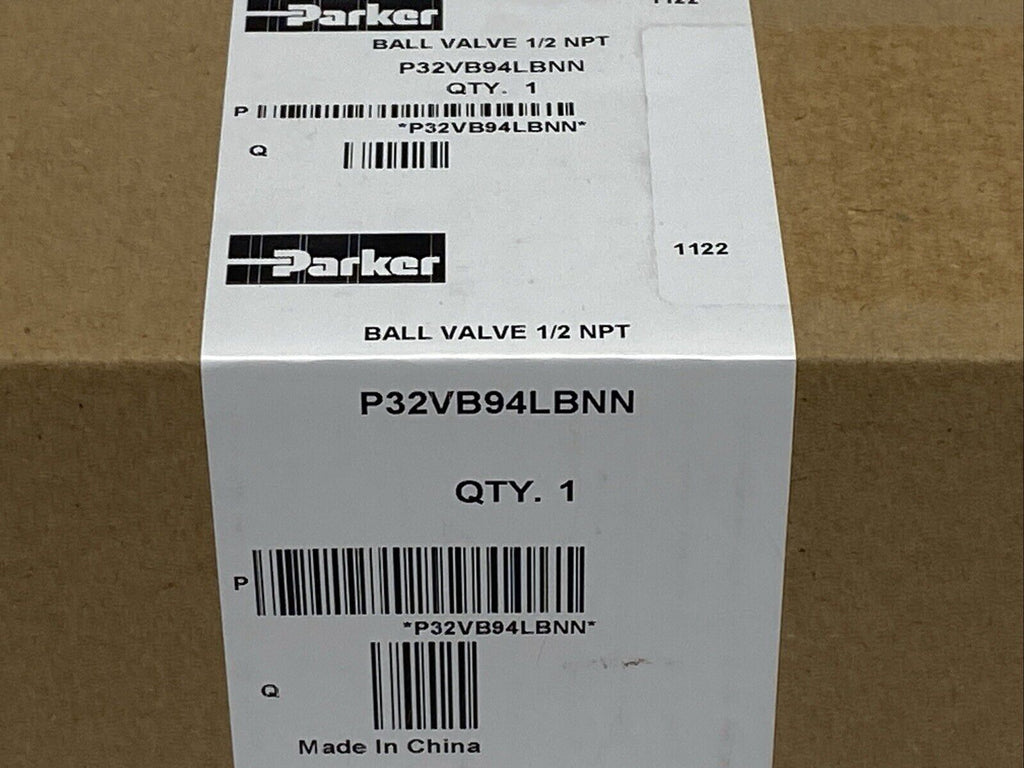 Parker
1122
BALL VALVE 1/2 NPT
P32VB94LBNN
QTY. 1
P
*P32VB94LBNN*
Q
Parker
1122
BALL VALVE 1/2 NPT
P32VB94LBNN
QTY. 1
P
*P32VB94LBNN*
Q
Made In China